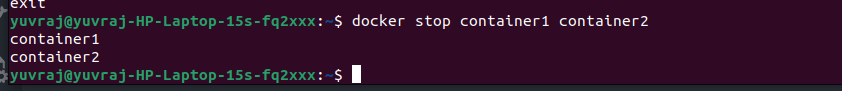 exit
yuvraj@yuvraj-HP-Laptop-15s-fq2xxx:~$ docker stop container1 container2
container1
container2
yuvraj@yuvraj-HP-Laptop-15s-fq2xxx:~$